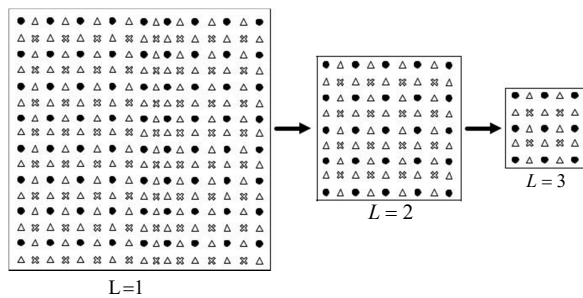 L=1
L = 2
L = 3